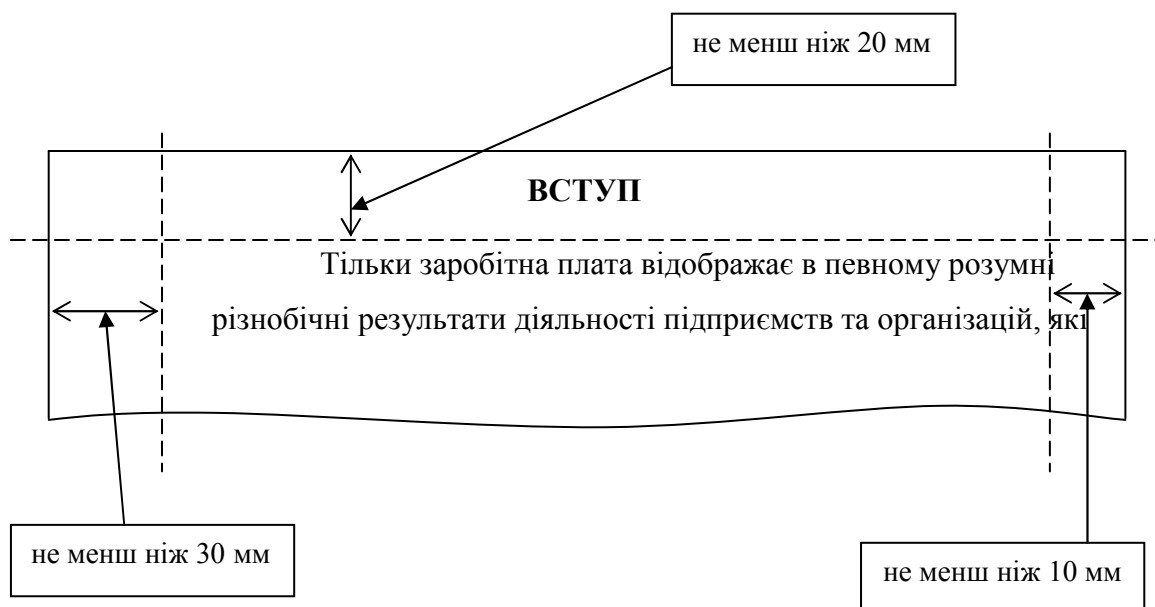 не менш ніж 20 мм
ВСТУП
Тільки заробітна плата відображає в певному розумні
різнобічні результати діяльності підприємств та організацій, які
не менш ніж 30 мм
не менш ніж 10 мм